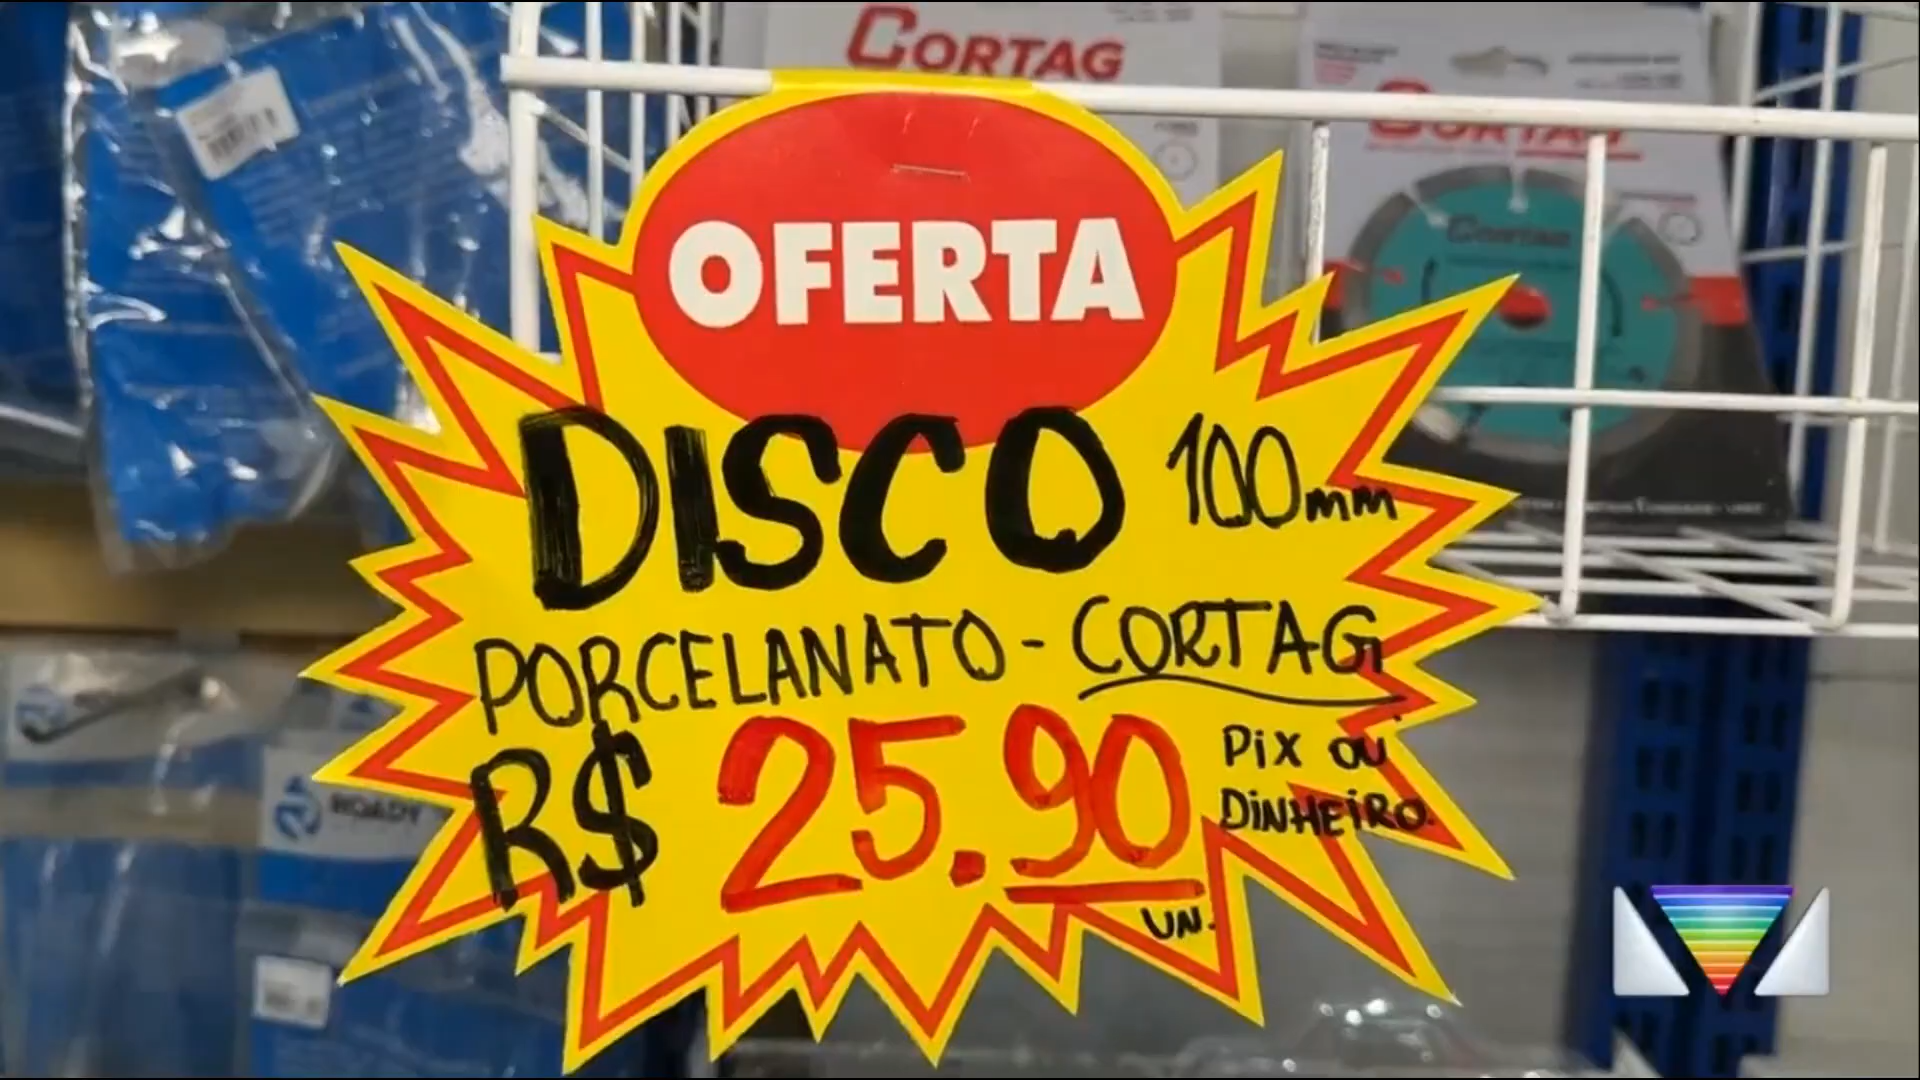 CORTAG
CORTAG
CORTAG
OFERTA
DISCO 100mm
PORCELANATO - CORTAG
R$ 25.90
PIX OU
DINHEIRO.
UN.
ROADY